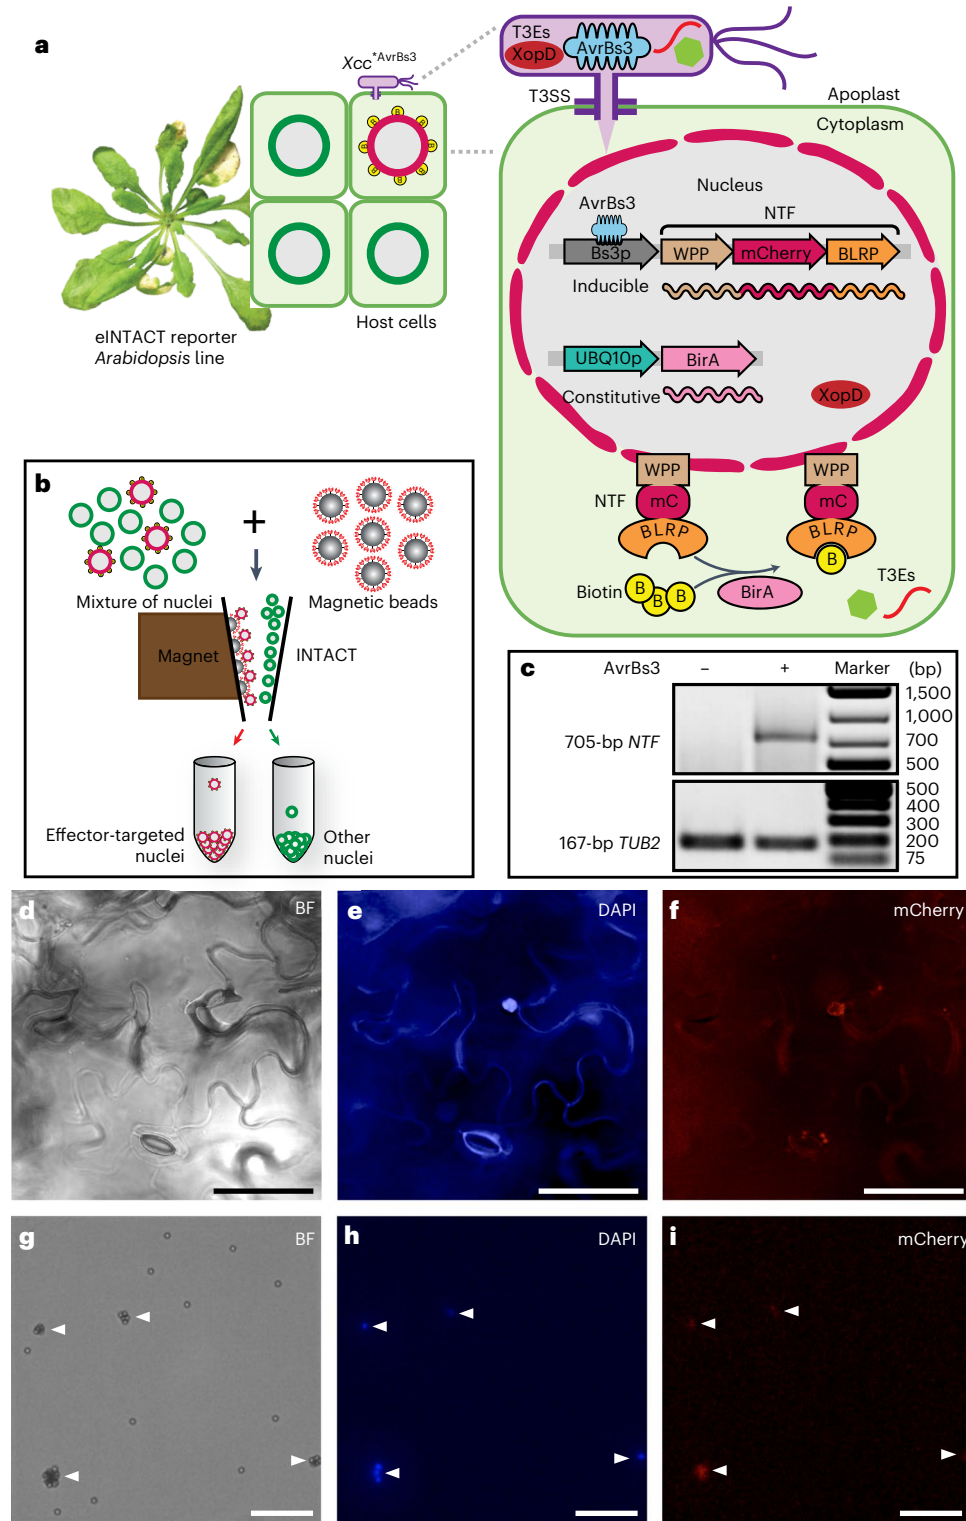 a
Xcc*AvrBs3
eINTACT reporter
Arabidopsis line
Host cells
T3Es
XopD
AvrBs3
T3SS
Apoplast
Cytoplasm
Nucleus
AvrBs3
NTF
Bs3p
WPP
mCherry
BLRP
Inducible
UBQ10p
BirA
Constitutive
XopD
WPP
WPP
NTF
mC
mC
BLRP
BLRP
B
Biotin
B
B
B
BirA
T3Es
B
B
B
B
B
B
B
b
+
Mixture of nuclei
Magnetic beads
Magnet
INTACT
Effector-targeted
nuclei
Other
nuclei
c
AvrBs3
–
+
Marker
(bp)
705-bp NTF
1,500
1,000
700
500
167-bp TUB2
500
400
300
200
75
d
BF
e
DAPI
f
mCherry
g
BF
h
DAPI
i
mCherry